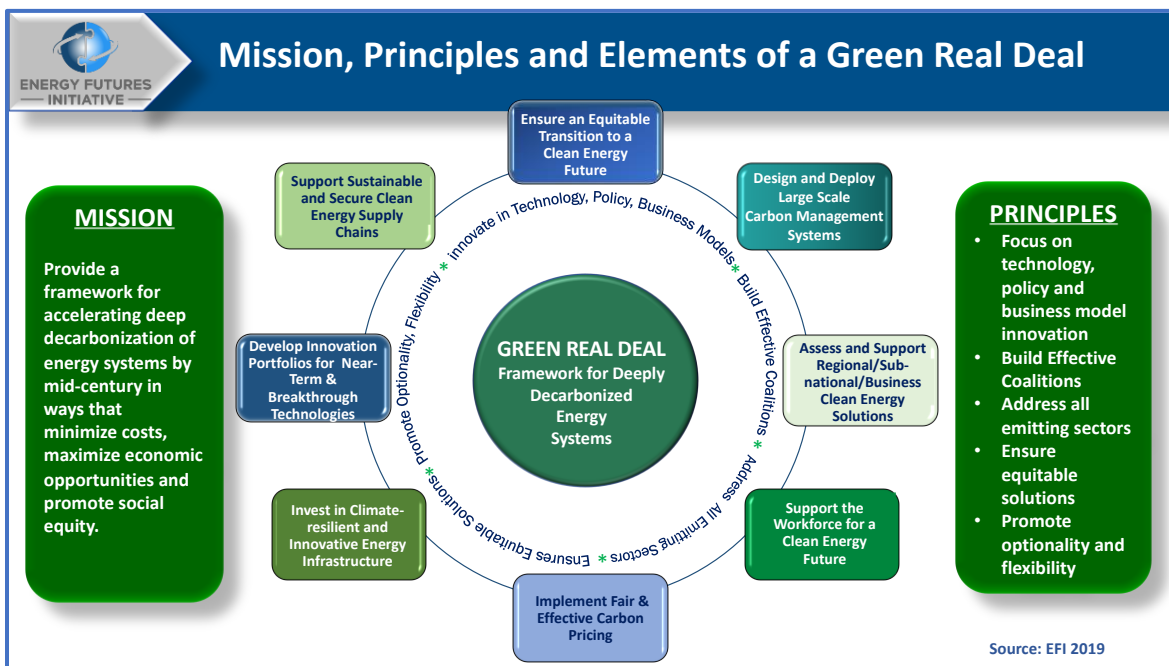 ENERGY FUTURES
INITIATIVE
Mission, Principles and Elements of a Green Real Deal
MISSION
Provide a
framework for
accelerating deep
decarbonization of
energy systems by
mid-century in
ways that
minimize costs,
maximize economic
opportunities and
promote social
equity.
Ensure an Equitable
Transition to a
Clean Energy
Future
Design and Deploy
Large Scale
Carbon Management
Systems
Assess and Support
Regional/Sub-
national/Business
Clean Energy
Solutions
Support the
Workforce for a
Clean Energy
Future
Implement Fair &
Effective Carbon
Pricing
Invest in Climate-
resilient and
Innovative Energy
Infrastructure
Develop Innovation
Portfolios for Near-
Term &
Breakthrough
Technologies
Support Sustainable
and Secure Clean
Energy Supply
Chains
innovate in Technology, Policy, Business Models * Build Effective Coalitions * Address All Emitting Sectors * Ensures Equitable Solutions * Promote Optionality, Flexibility *
GREEN REAL DEAL
Framework for Deeply
Decarbonized
Energy
Systems
PRINCIPLES
• Focus on
technology,
policy and
business model
innovation
• Build Effective
Coalitions
• Address all
emitting sectors
• Ensure
equitable
solutions
• Promote
optionality and
flexibility
Source: EFI 2019